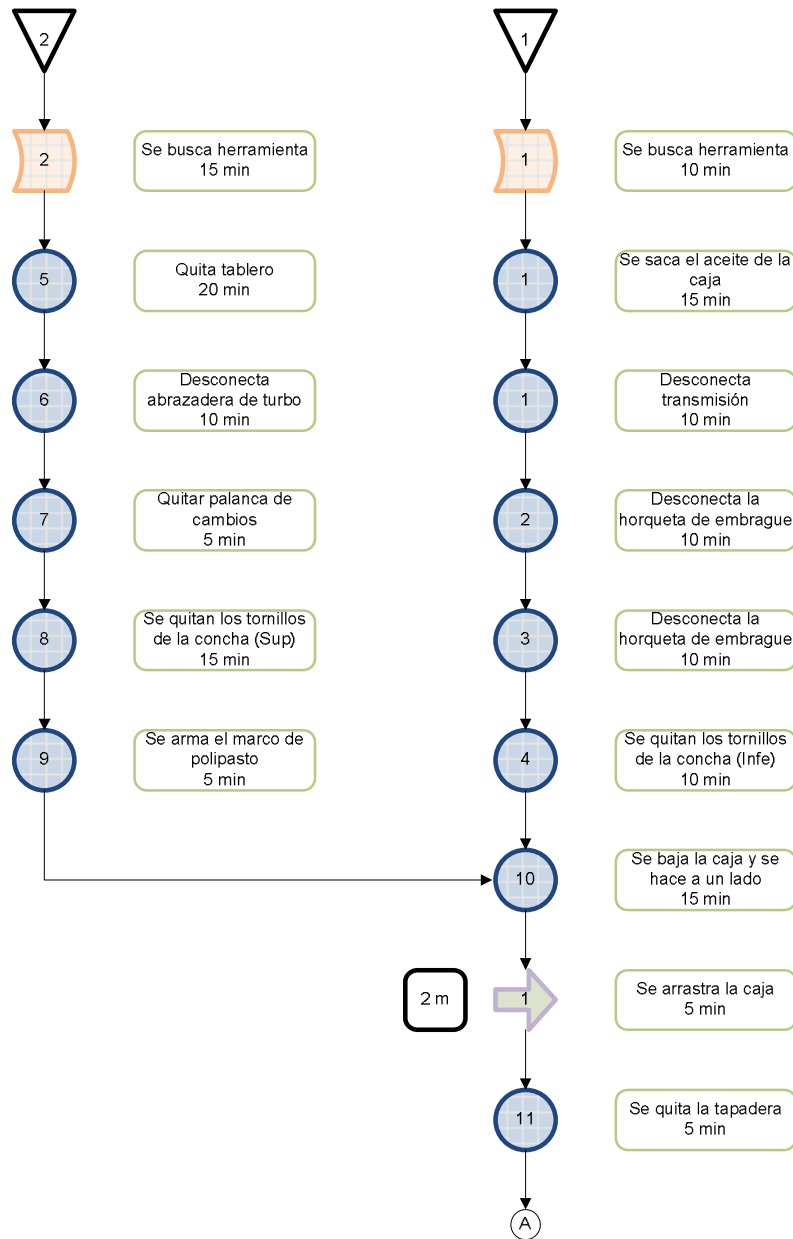 2
1
2
Se busca herramienta
15 min
1
Se busca herramienta
10 min
5
Quita tablero
20 min
1
Se saca el aceite de la
caja
15 min
6
Desconecta
abrazadera de turbo
10 min
1
Desconecta
transmisión
10 min
7
Quitar palanca de
cambios
5 min
2
Desconecta la
horqueta de embrague
10 min
8
Se quitan los tornillos
de la concha (Sup)
15 min
3
Desconecta la
horqueta de embrague
10 min
9
Se arma el marco de
polipasto
5 min
4
Se quitan los tornillos
de la concha (Infe)
10 min
10
Se baja la caja y se
hace a un lado
15 min
2 m
1
Se arrastra la caja
5 min
11
Se quita la tapadera
5 min
A